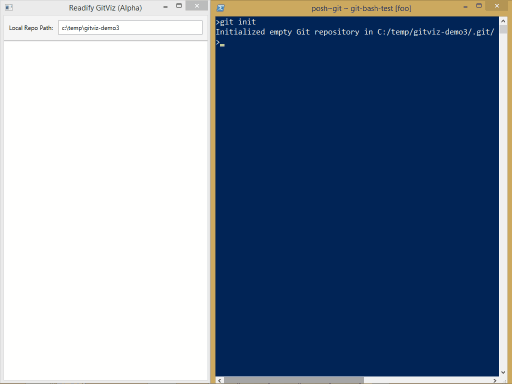 Readify GitViz (Alpha)
Local Repo Path: c:\temp\gitviz-demo3
posh~git ~ git-bash-test [foo]
>git init
Initialized empty Git repository in C:/temp/gitviz-demo3/.git/
>_